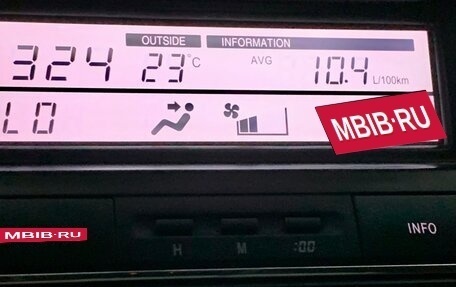 OUTSIDE INFORMATION
324 23°C AVG 10.4 L/100km
LO
MBIB.RU
MBIB.RU
INFO
H M :00